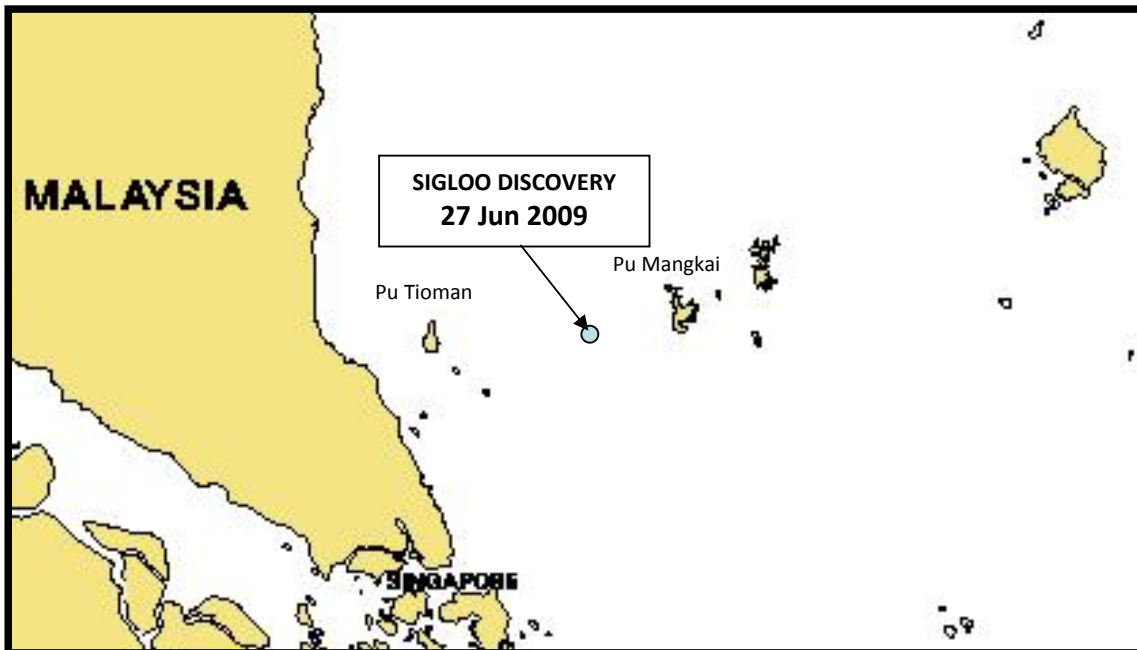 SIGLOO DISCOVERY
27 Jun 2009
MALAYSIA
Pu Mangkai
Pu Tioman
SINGAPORE